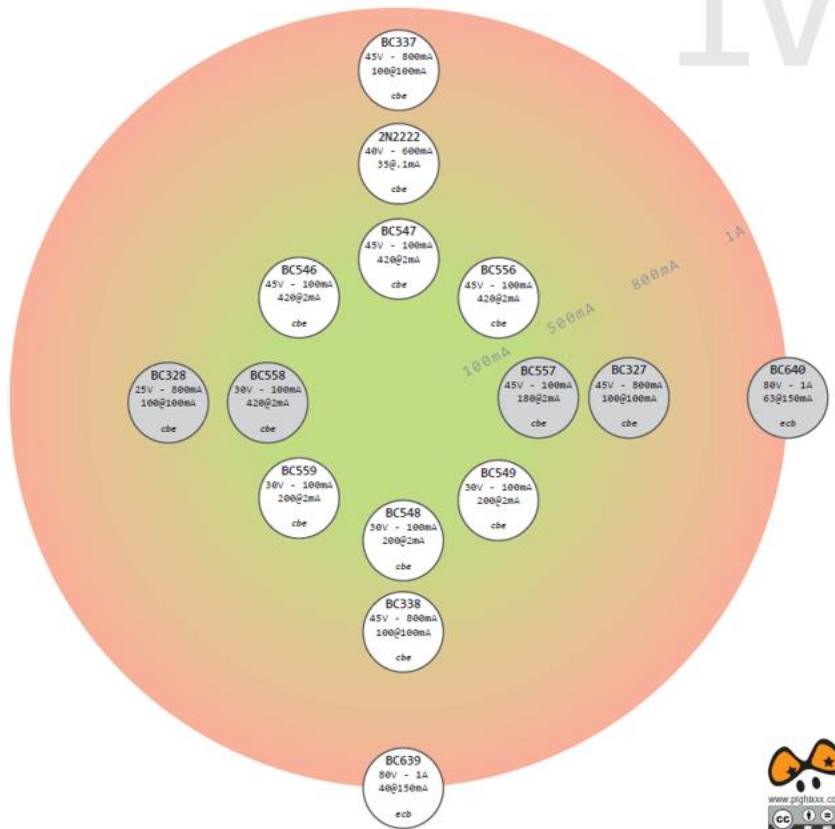 IV
BC337
45V - 800mA
100@100mA
cbe
2N2222
40V - 600mA
35@.1mA
cbe
BC547
45V - 100mA
420@2mA
cbe
BC546
45V - 100mA
420@2mA
cbe
BC556
45V - 100mA
420@2mA
cbe
100mA
500mA
800mA
1A
BC328
25V - 800mA
100@100mA
cbe
BC558
30V - 100mA
420@2mA
cbe
BC557
45V - 100mA
180@2mA
cbe
BC327
45V - 800mA
100@100mA
cbe
BC640
80V - 1A
63@150mA
ecb
BC559
30V - 100mA
200@2mA
cbe
BC549
30V - 100mA
200@2mA
cbe
BC548
30V - 100mA
200@2mA
cbe
BC338
45V - 800mA
100@100mA
cbe
BC639
80V - 1A
40@150mA
ecb
cc